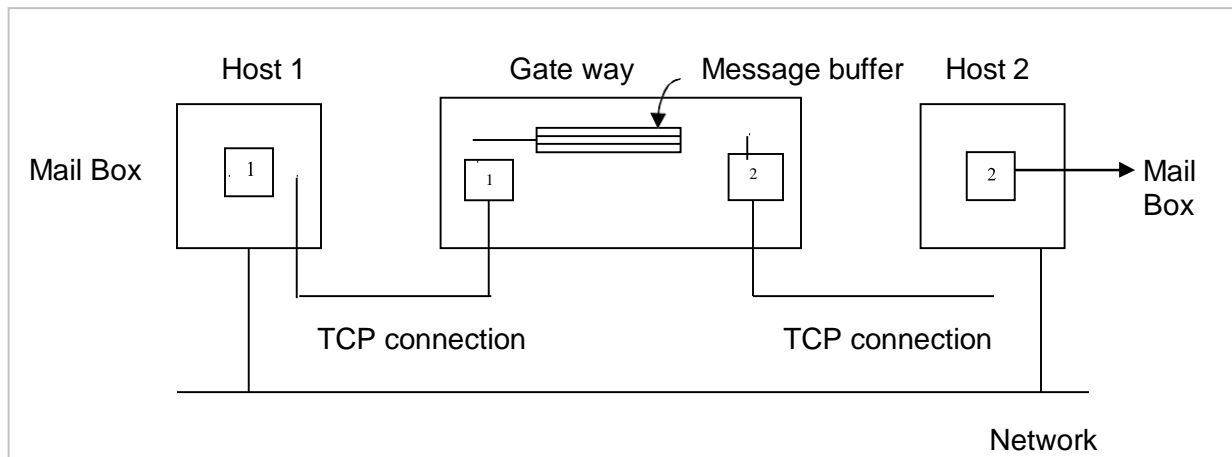 Host 1
Gate way
Message buffer
Host 2
Mail Box
1
1
2
2
Mail
Box
TCP connection
TCP connection
Network